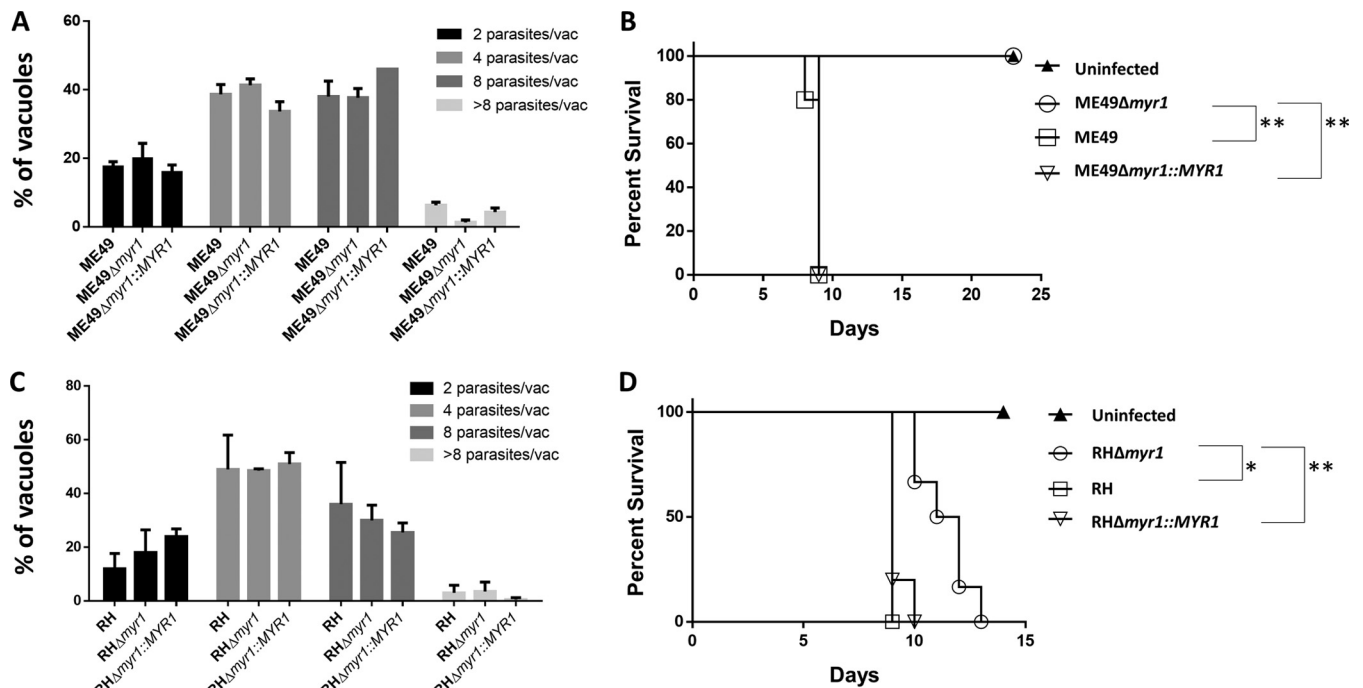 A
% of vacuoles
60
40
20
0
2 parasites/vac
4 parasites/vac
8 parasites/vac
>8 parasites/vac
ME49
ME49Δmyr1
ME49Δmyr1::MYR1
ME49
ME49Δmyr1
ME49Δmyr1::MYR1
ME49
ME49Δmyr1
ME49Δmyr1::MYR1
ME49
ME49Δmyr1
ME49Δmyr1::MYR1
B
Percent Survival
100
80
60
40
20
0
0 5 10 15 20 25
Days
Uninfected
ME49Δmyr1
ME49
ME49Δmyr1::MYR1
** **
C
% of vacuoles
80
60
40
20
0
2 parasites/vac
4 parasites/vac
8 parasites/vac
>8 parasites/vac
RH
RHΔmyr1
RHΔmyr1::MYR1
RH
RHΔmyr1
RHΔmyr1::MYR1
RH
RHΔmyr1
RHΔmyr1::MYR1
RH
RHΔmyr1
RHΔmyr1::MYR1
D
Percent Survival
100
50
0
0 5 10 15
Days
Uninfected
RHΔmyr1
RH
RHΔmyr1::MYR1
* **